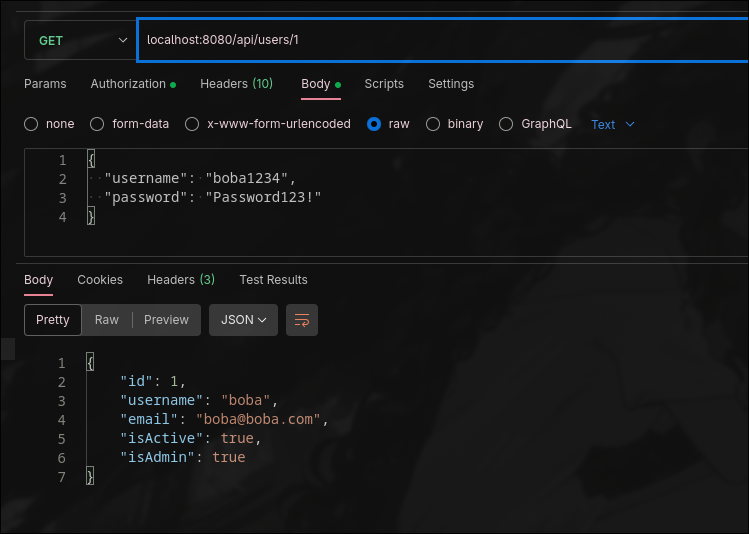 GET localhost:8080/api/users/1
Params Authorization Headers (10) Body Scripts Settings
none form-data x-www-form-urlencoded raw binary GraphQL Text
1 {
2 "username": "boba1234",
3 "password": "Password123!"
4 }
Body Cookies Headers (3) Test Results
Pretty Raw Preview JSON
1 {
2 "id": 1,
3 "username": "boba",
4 "email": "boba@boba.com",
5 "isActive": true,
6 "isAdmin": true
7 }